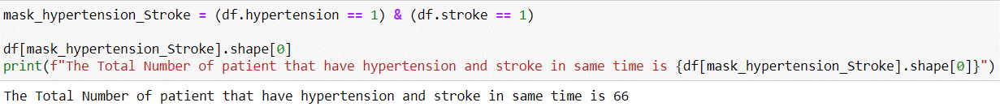 mask_hypertension_Stroke = (df.hypertension == 1) & (df.stroke == 1)
df[mask_hypertension_Stroke].shape[0]
print(f"The Total Number of patient that have hypertension and stroke in same time is {df[mask_hypertension_Stroke].shape[0]}")
The Total Number of patient that have hypertension and stroke in same time is 66